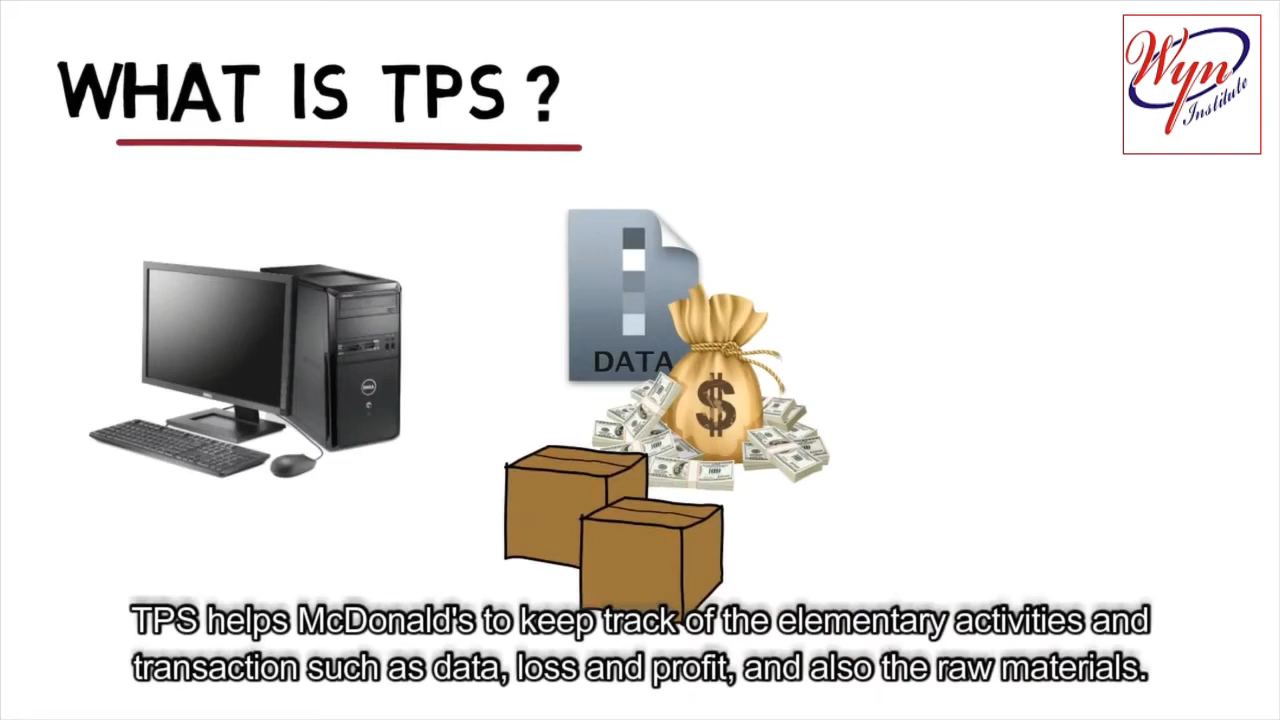 WHAT IS TPS ?
Wyn
Institute
DATA
$
TPS helps McDonald's to keep track of the elementary activities and
transaction such as data, loss and profit, and also the raw materials.